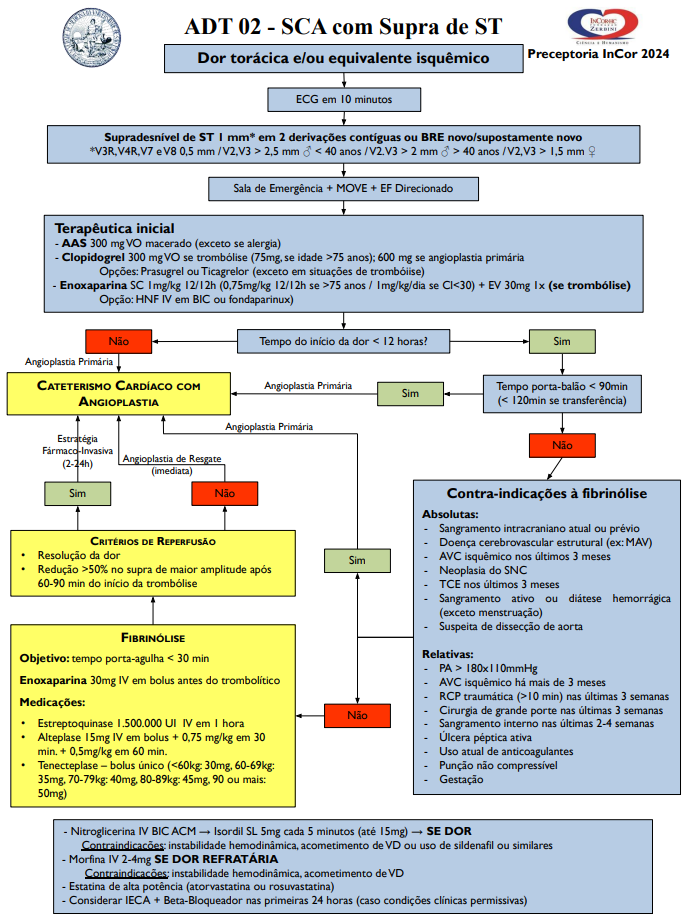 ADT 02 - SCA com Supra de ST
INCORHC
INSTITUTO
ZERBINI
CIÊNCIA E HUMANISMO
Preceptoria InCor 2024
Dor torácica e/ou equivalente isquêmico
ECG em 10 minutos
Supradesnível de ST 1 mm* em 2 derivações contíguas ou BRE novo/supostamente novo
*V3R, V4R, V7 e V8 0,5 mm / V2,V3 > 2,5 mm ♂ < 40 anos / V2.V3 > 2 mm ♂ > 40 anos / V2,V3 > 1,5 mm ♀
Sala de Emergência + MOVE + EF Direcionado
Terapêutica inicial
- AAS 300 mg VO macerado (exceto se alergia)
- Clopidogrel 300 mg VO se trombólise (75mg, se idade >75 anos); 600 mg se angioplastia primária
Opções: Prasugrel ou Ticagrelor (exceto em situações de trombóiise)
- Enoxaparina SC 1mg/kg 12/12h (0,75mg/kg 12/12h se >75 anos / 1mg/kg/dia se Cl<30) + EV 30mg 1x (se trombólise)
Opção: HNF IV em BIC ou fondaparinux)
Não
Tempo do início da dor < 12 horas?
Sim
Angioplastia Primária
CATETERISMO CARDÍACO COM
ANGIOPLASTIA
Angioplastia Primária
Sim
Tempo porta-balão < 90min
(< 120min se transferência)
Angioplastia Primária
Não
Estratégia
Fármaco-Invasiva
(2-24h)
Angioplastia de Resgate
(imediata)
Sim
Não
CRITÉRIOS DE REPERFUSÃO
• Resolução da dor
• Redução >50% no supra de maior amplitude após
60-90 min do início da trombólise
Sim
Contra-indicações à fibrinólise
Absolutas:
- Sangramento intracraniano atual ou prévio
- Doença cerebrovascular estrutural (ex: MAV)
- AVC isquêmico nos últimos 3 meses
- Neoplasia do SNC
- TCE nos últimos 3 meses
- Sangramento ativo ou diátese hemorrágica
(exceto menstruação)
- Suspeita de dissecção de aorta
Relativas:
- PA > 180x110mmHg
- AVC isquêmico há mais de 3 meses
- RCP traumática (>10 min) nas últimas 3 semanas
- Cirurgia de grande porte nas últimas 3 semanas
- Sangramento interno nas últimas 2-4 semanas
- Úlcera péptica ativa
- Uso atual de anticoagulantes
- Punção não compressível
- Gestação
FIBRINÓLISE
Objetivo: tempo porta-agulha < 30 min
Enoxaparina 30mg IV em bolus antes do trombolítico
Medicações:
• Estreptoquinase 1.500.000 UI IV em 1 hora
• Alteplase 15mg IV em bolus + 0,75 mg/kg em 30
min. + 0,5mg/kg em 60 min.
• Tenecteplase – bolus único (<60kg: 30mg, 60-69kg:
35mg, 70-79kg: 40mg, 80-89kg: 45mg, 90 ou mais:
50mg)
Não
- Nitroglicerina IV BIC ACM → Isordil SL 5mg cada 5 minutos (até 15mg) → SE DOR
Contraindicações: instabilidade hemodinâmica, acometimento de VD ou uso de sildenafil ou similares
- Morfina IV 2-4mg SE DOR REFRATÁRIA
Contraindicações: instabilidade hemodinâmica, acometimento de VD
- Estatina de alta potência (atorvastatina ou rosuvastatina)
- Considerar IECA + Beta-Bloqueador nas primeiras 24 horas (caso condições clínicas permissivas)